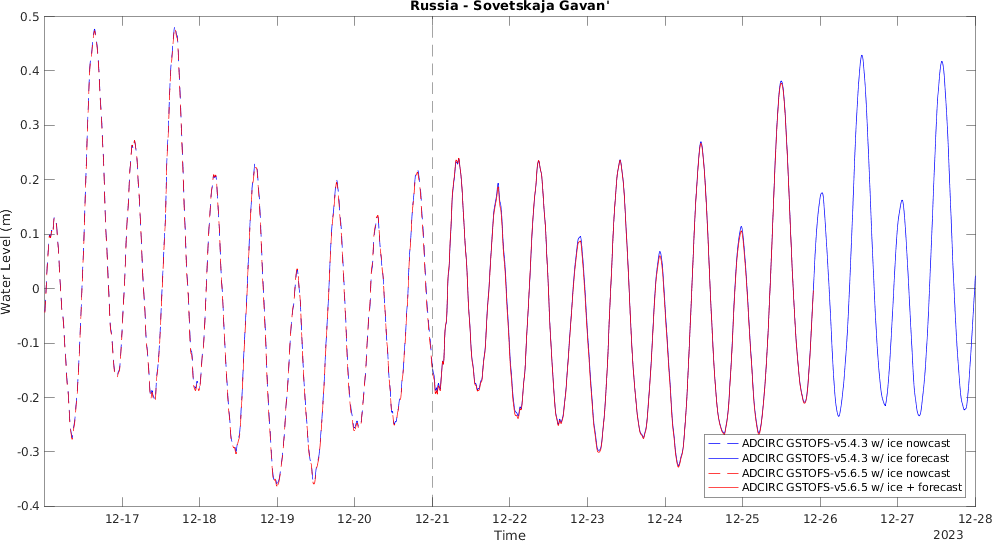 Russia - Sovetskaja Gavan'
0.5
0.4
0.3
0.2
0.1
0
-0.1
-0.2
-0.3
-0.4
Water Level (m)
12-17 12-18 12-19 12-20 12-21 12-22 12-23 12-24 12-25 12-26 12-27 12-28
Time
2023
ADCIRC GSTOFS-v5.4.3 w/ ice nowcast
ADCIRC GSTOFS-v5.4.3 w/ ice forecast
ADCIRC GSTOFS-v5.6.5 w/ ice nowcast
ADCIRC GSTOFS-v5.6.5 w/ ice + forecast